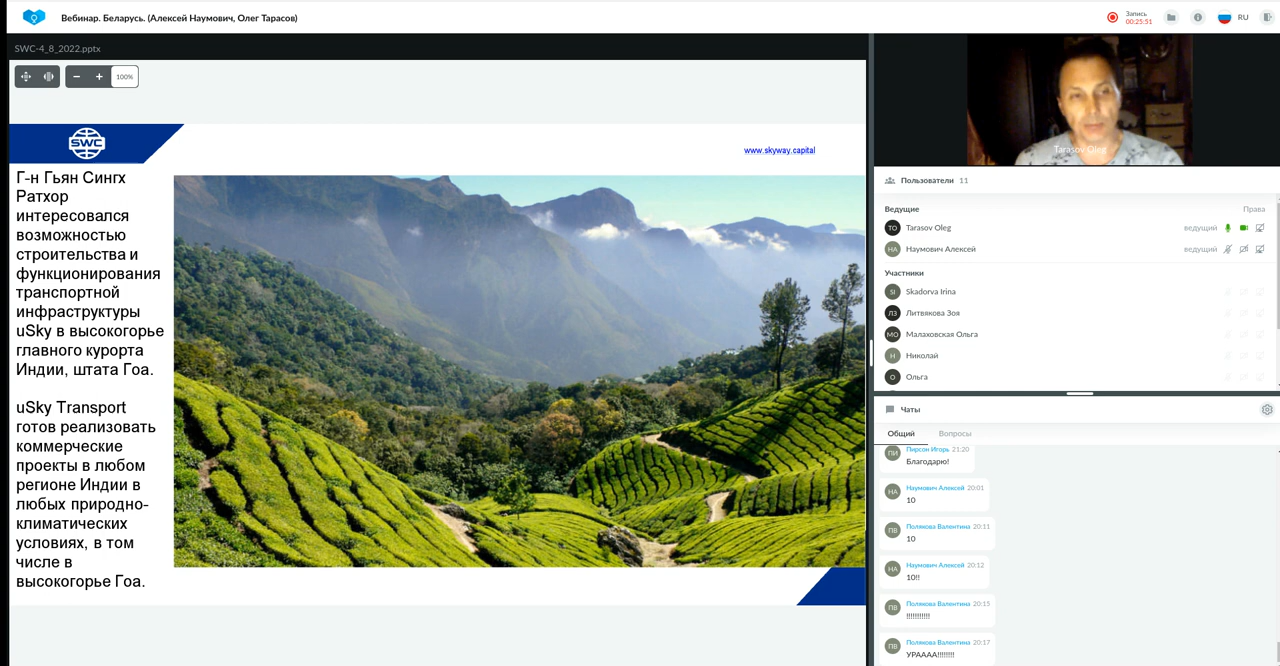 Вебинар. Беларусь. (Алексей Наумович, Олег Тарасов)
Запись
00:25:51
RU
SWC-4_8_2022.pptx
100%
SWC
www.skyway.capital
Г-н Гьян Сингх
Ратхор
интересовался
возможностью
строительства и
функционирования
транспортной
инфраструктуры
uSky в высокогорье
главного курорта
Индии, штата Гоа.
uSky Transport
готов реализовать
коммерческие
проекты в любом
регионе Индии в
любых природно-
климатических
условиях, в том
числе в
высокогорье Гоа.
Tarasov Oleg
Пользователи 11
Ведущие Права
TO Tarasov Oleg ведущий
НА Наумович Алексей ведущий
Участники
SI Skadorva Irina
ЛЗ Литвякова Зоя
МО Малаховская Ольга
Н Николай
О Ольга
Чаты
Общий Вопросы
ПИ Пирсон Игорь 21:20
Благодарю!
НА Наумович Алексей 20:01
10
ПВ Полякова Валентина 20:11
10
НА Наумович Алексей 20:12
10!!
ПВ Полякова Валентина 20:15
!!!!!!!!!!!
ПВ Полякова Валентина 20:17
УРАААА!!!!!!!!